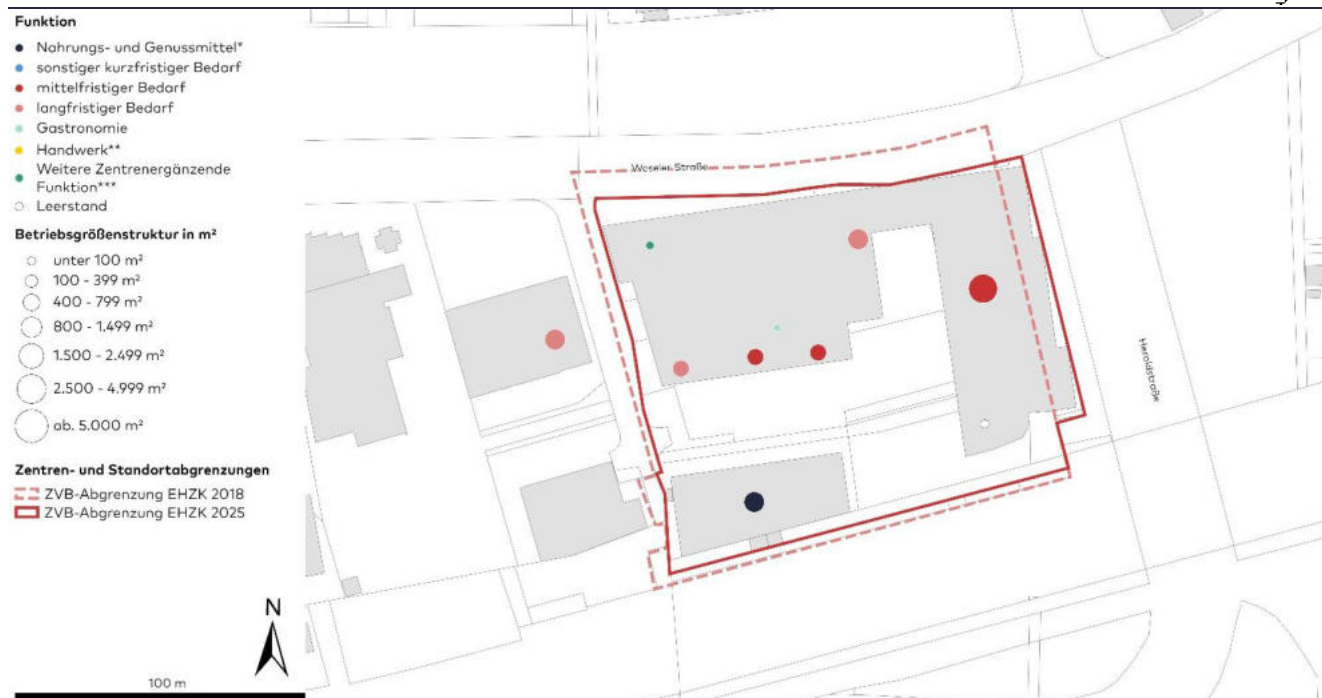 Funktion
Nahrungs- und Genussmittel*
sonstiger kurzfristiger Bedarf
mittelfristiger Bedarf
langfristiger Bedarf
Gastronomie
Handwerk**
Weitere Zentrenergänzende
Funktion***
Leerstand
Betriebsgrößenstruktur in m²
unter 100 m²
100 - 399 m²
400 - 799 m²
800 - 1.499 m²
1.500 - 2.499 m²
2.500 - 4.999 m²
ab. 5.000 m²
Zentren- und Standortabgrenzungen
ZVB-Abgrenzung EHZK 2018
ZVB-Abgrenzung EHZK 2025
N
100 m
Weseler Straße
Heroldstraße